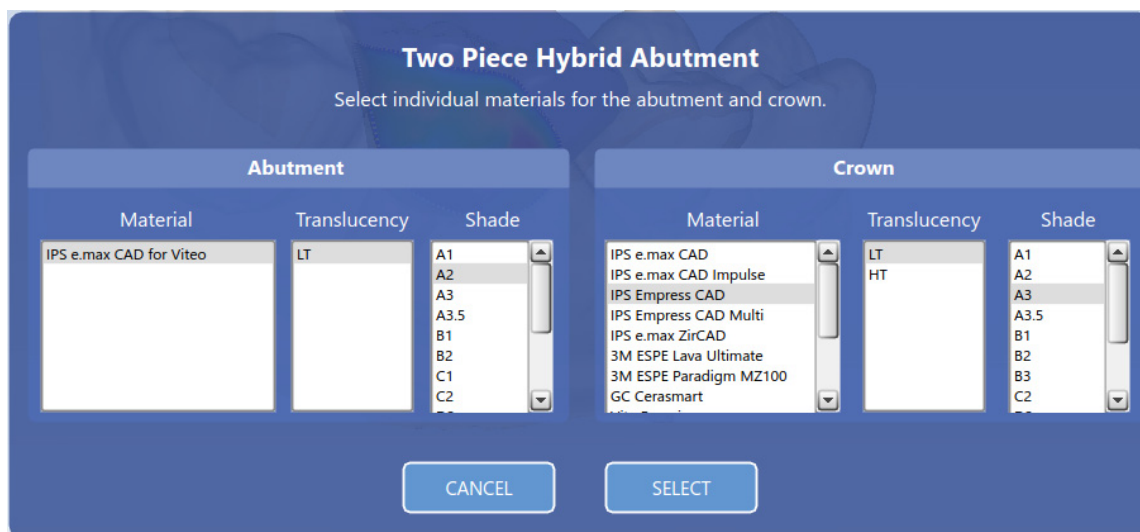 Two Piece Hybrid Abutment
Select individual materials for the abutment and crown.
Abutment
Material Translucency Shade
IPS e.max CAD for Viteo
LT
A1
A2
A3
A3.5
B1
B2
C1
C2
Crown
Material Translucency Shade
IPS e.max CAD
IPS e.max CAD Impulse
IPS Empress CAD
IPS Empress CAD Multi
IPS e.max ZirCAD
3M ESPE Lava Ultimate
3M ESPE Paradigm MZ100
GC Cerasmart
LT
HT
A1
A2
A3
A3.5
B1
B2
B3
C2
CANCEL SELECT